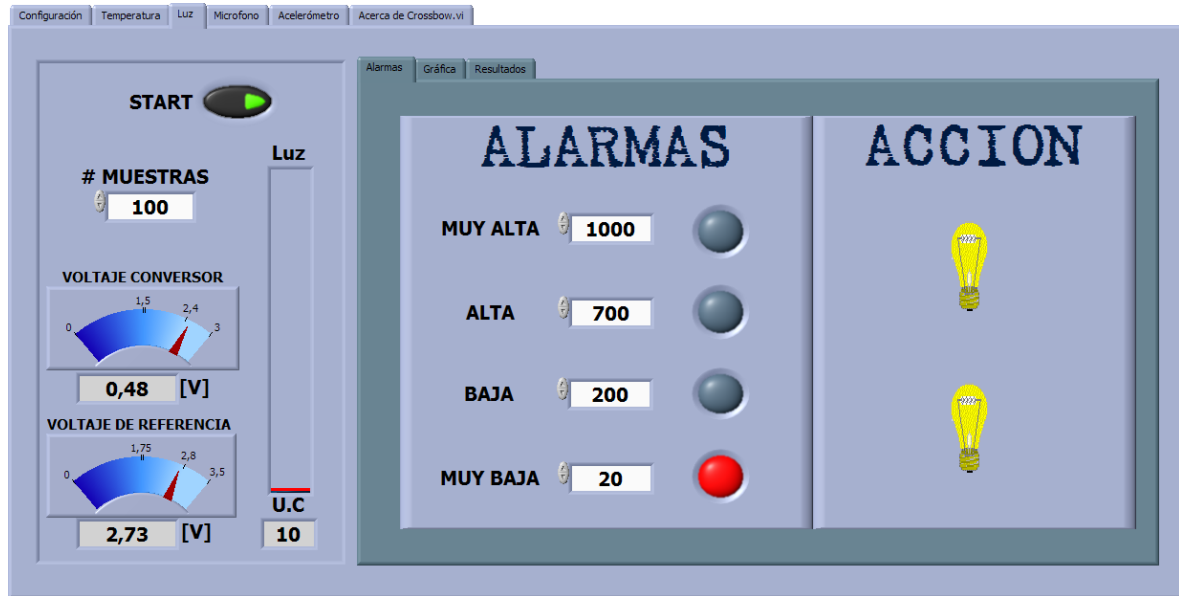 Configuración Temperatura Luz Microfono Acelerómetro Acerca de Crossbow.vi
START
# MUESTRAS
100
Luz
VOLTAJE CONVERSOR
0 1,5 2,4 3
0,48 [V]
VOLTAJE DE REFERENCIA
0 1,75 2,8 3,5
2,73 [V]
U.C
10
Alarmas Gráfica Resultados
ALARMAS
MUY ALTA 1000
ALTA 700
BAJA 200
MUY BAJA 20
ACCION